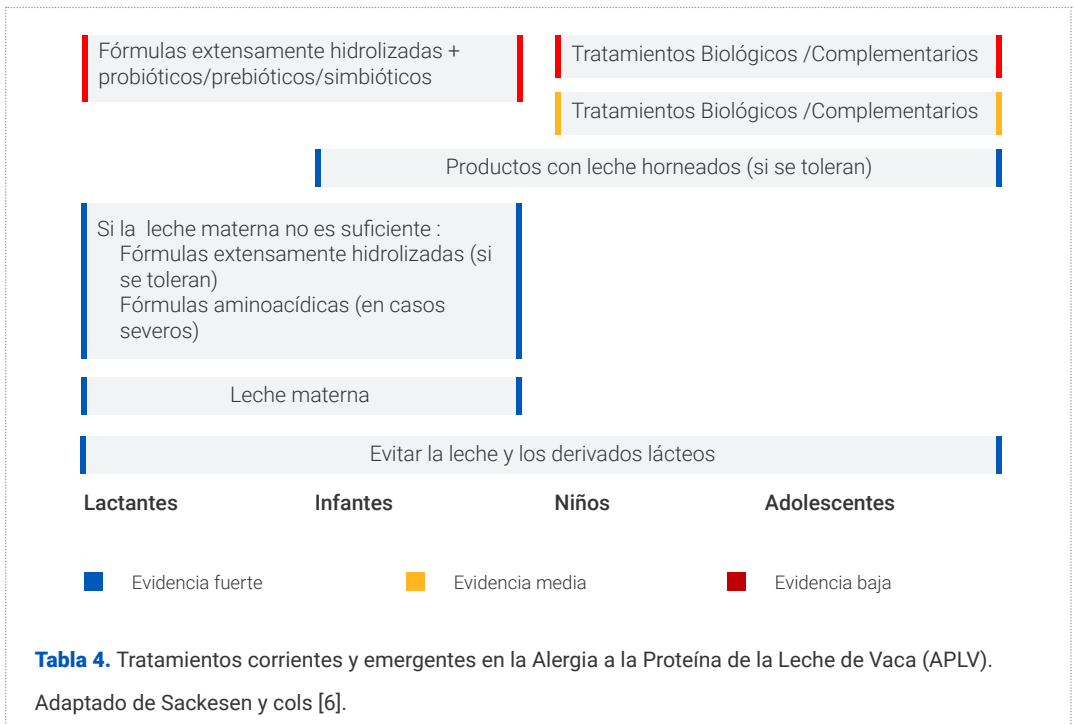 Fórmulas extensamente hidrolizadas +
probióticos/prebióticos/simbióticos
Tratamientos Biológicos /Complementarios
Tratamientos Biológicos /Complementarios
Productos con leche horneados (si se toleran)
Si la  leche materna no es suficiente :
Fórmulas extensamente hidrolizadas (si
se toleran)
Fórmulas aminoacídicas (en casos
severos)
Leche materna
Evitar la leche y los derivados lácteos
Lactantes
Infantes
Niños
Adolescentes
Evidencia fuerte
Evidencia media
Evidencia baja
Tabla 4. Tratamientos corrientes y emergentes en la Alergia a la Proteína de la Leche de Vaca (APLV).
Adaptado de Sackesen y cols [6].